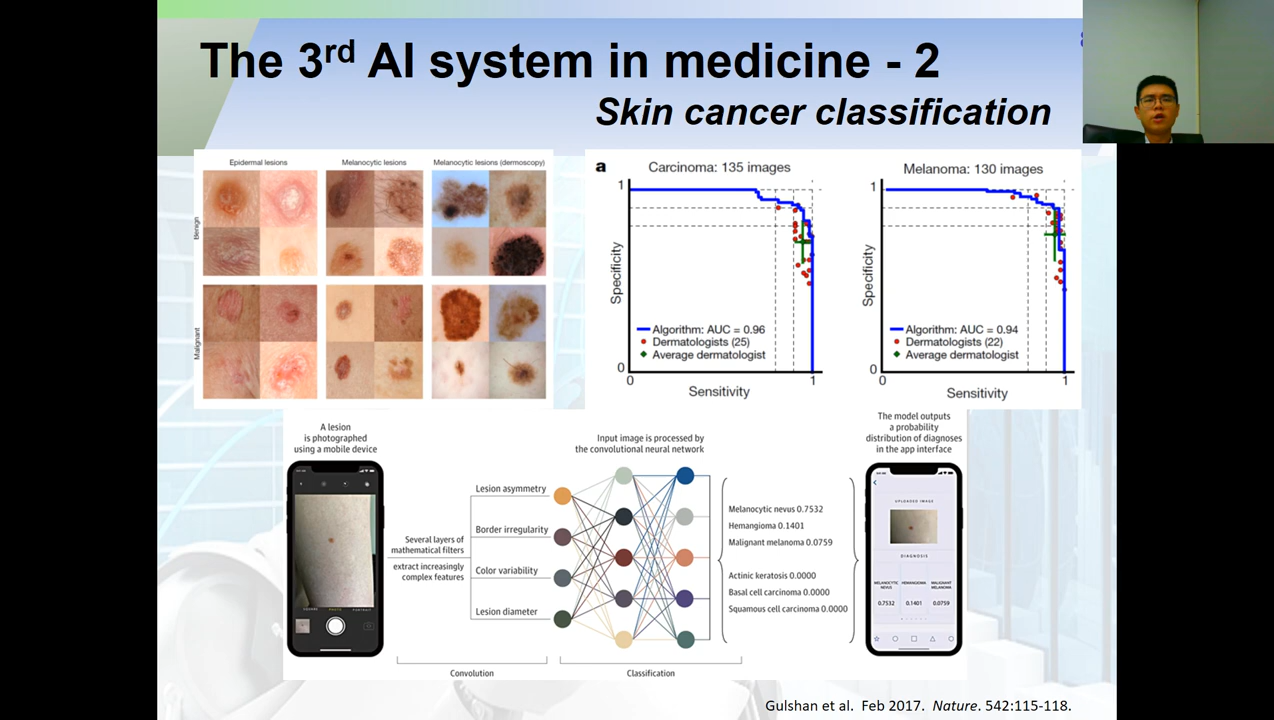 The 3rd AI system in medicine - 2
Skin cancer classification
Epidermal lesions
Melanocytic lesions
Melanocytic lesions (dermoscopy)
Benign
Malignant
a
Carcinoma: 135 images
1
Specificity
Algorithm: AUC = 0.96
Dermatologists (25)
Average dermatologist
0
0
1
Sensitivity
Melanoma: 130 images
1
Specificity
Algorithm: AUC = 0.94
Dermatologists (22)
Average dermatologist
0
0
1
Sensitivity
A lesion
is photographed
using a mobile device
PHOTO
PORTRAIT
Several layers of
mathematical filters
extract increasingly
complex features
Lesion asymmetry
Border irregularity
Color variability
Lesion diameter
Convolution
Input image is processed by
the convolutional neural network
Classification
Melanocytic nevus 0.7532
Hemangioma 0.1401
Malignant melanoma 0.0759
Actinic keratosis 0.0000
Basal cell carcinoma 0.0000
Squamous cell carcinoma 0.0000
The model outputs
a probability
distribution of diagnoses
in the app interface
UPLOADED IMAGE
DIAGNOSIS
MELANOCYTIC
NEVUS
HEMANGIOMA
MALIGNANT
MELANOMA
0.7532
0.1401
0.0759
Gulshan et al. Feb 2017. Nature. 542:115-118.